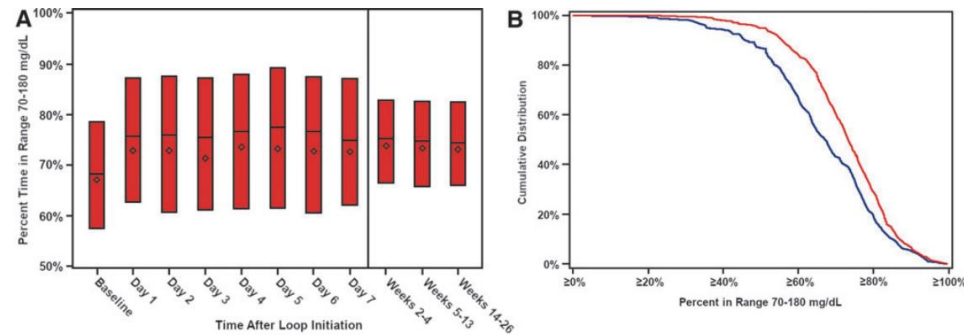 A
Percent Time in Range 70-180 mg/dL
100%
90%
80%
70%
60%
50%
Baseline
Day 1
Day 2
Day 3
Day 4
Day 5
Day 6
Day 7
Weeks 2-4
Weeks 5-13
Weeks 14-26
Time After Loop Initiation
B
Cumulative Distribution
100%
80%
60%
40%
20%
0%
≥0%
≥20%
≥40%
≥60%
≥80%
≥100%
Percent in Range 70-180 mg/dL